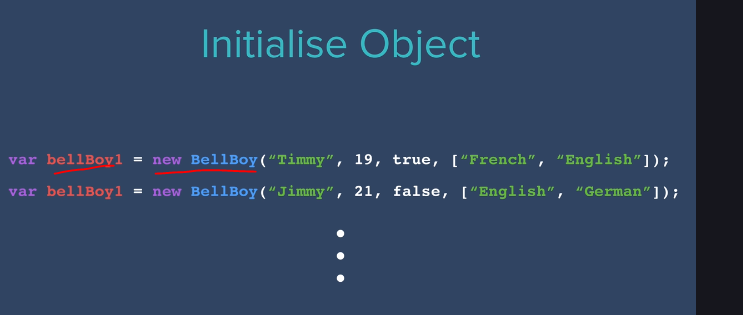 Initialise Object
var bellBoy1 = new BellBoy(“Timmy”, 19, true, [“French”, “English”]);
var bellBoy1 = new BellBoy(“Jimmy”, 21, false, [“English”, “German”]);